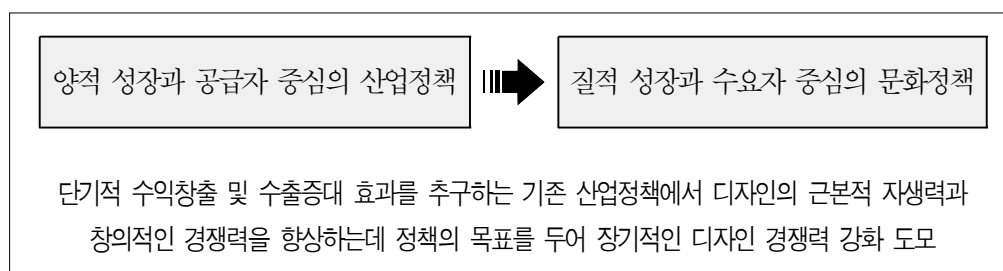 양적 성장과 공급자 중심의 산업정책
질적 성장과 수요자 중심의 문화정책
단기적 수익창출 및 수출증대 효과를 추구하는 기존 산업정책에서 디자인의 근본적 자생력과
창의적인 경쟁력을 향상하는데 정책의 목표를 두어 장기적인 디자인 경쟁력 강화 도모